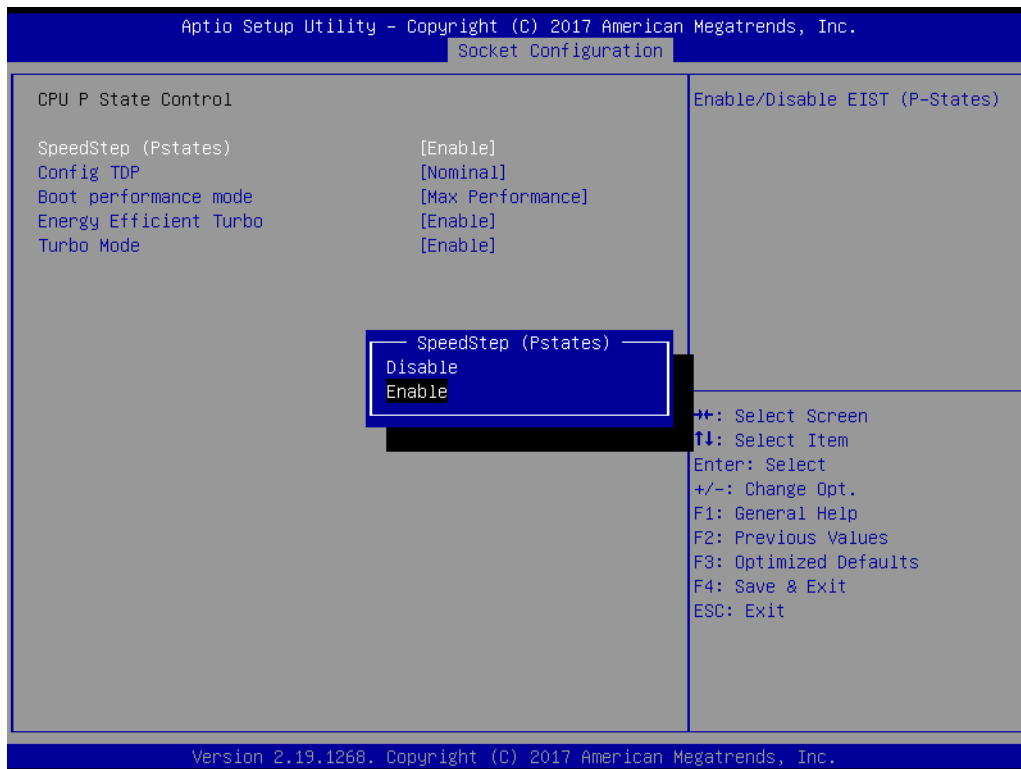 Aptio Setup Utility – Copyright (C) 2017 American Megatrends, Inc.
Socket Configuration
CPU P State Control
SpeedStep (Pstates) [Enable]
Config TDP [Nominal]
Boot performance mode [Max Performance]
Energy Efficient Turbo [Enable]
Turbo Mode [Enable]
SpeedStep (Pstates)
Disable
Enable
Enable/Disable EIST (P-States)
→←: Select Screen
↑↓: Select Item
Enter: Select
+/-: Change Opt.
F1: General Help
F2: Previous Values
F3: Optimized Defaults
F4: Save & Exit
ESC: Exit
Version 2.19.1268. Copyright (C) 2017 American Megatrends, Inc.